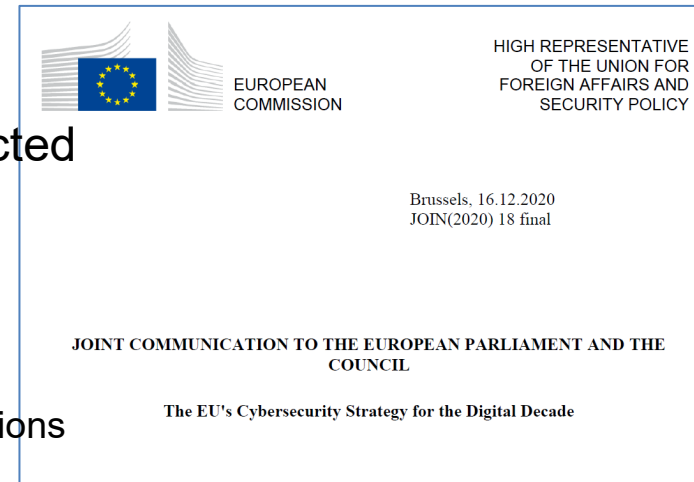 EUROPEAN
COMMISSION
HIGH REPRESENTATIVE
OF THE UNION FOR
FOREIGN AFFAIRS AND
SECURITY POLICY
cted
Brussels, 16.12.2020
JOIN(2020) 18 final
JOINT COMMUNICATION TO THE EUROPEAN PARLIAMENT AND THE
COUNCIL
The EU's Cybersecurity Strategy for the Digital Decade
ions